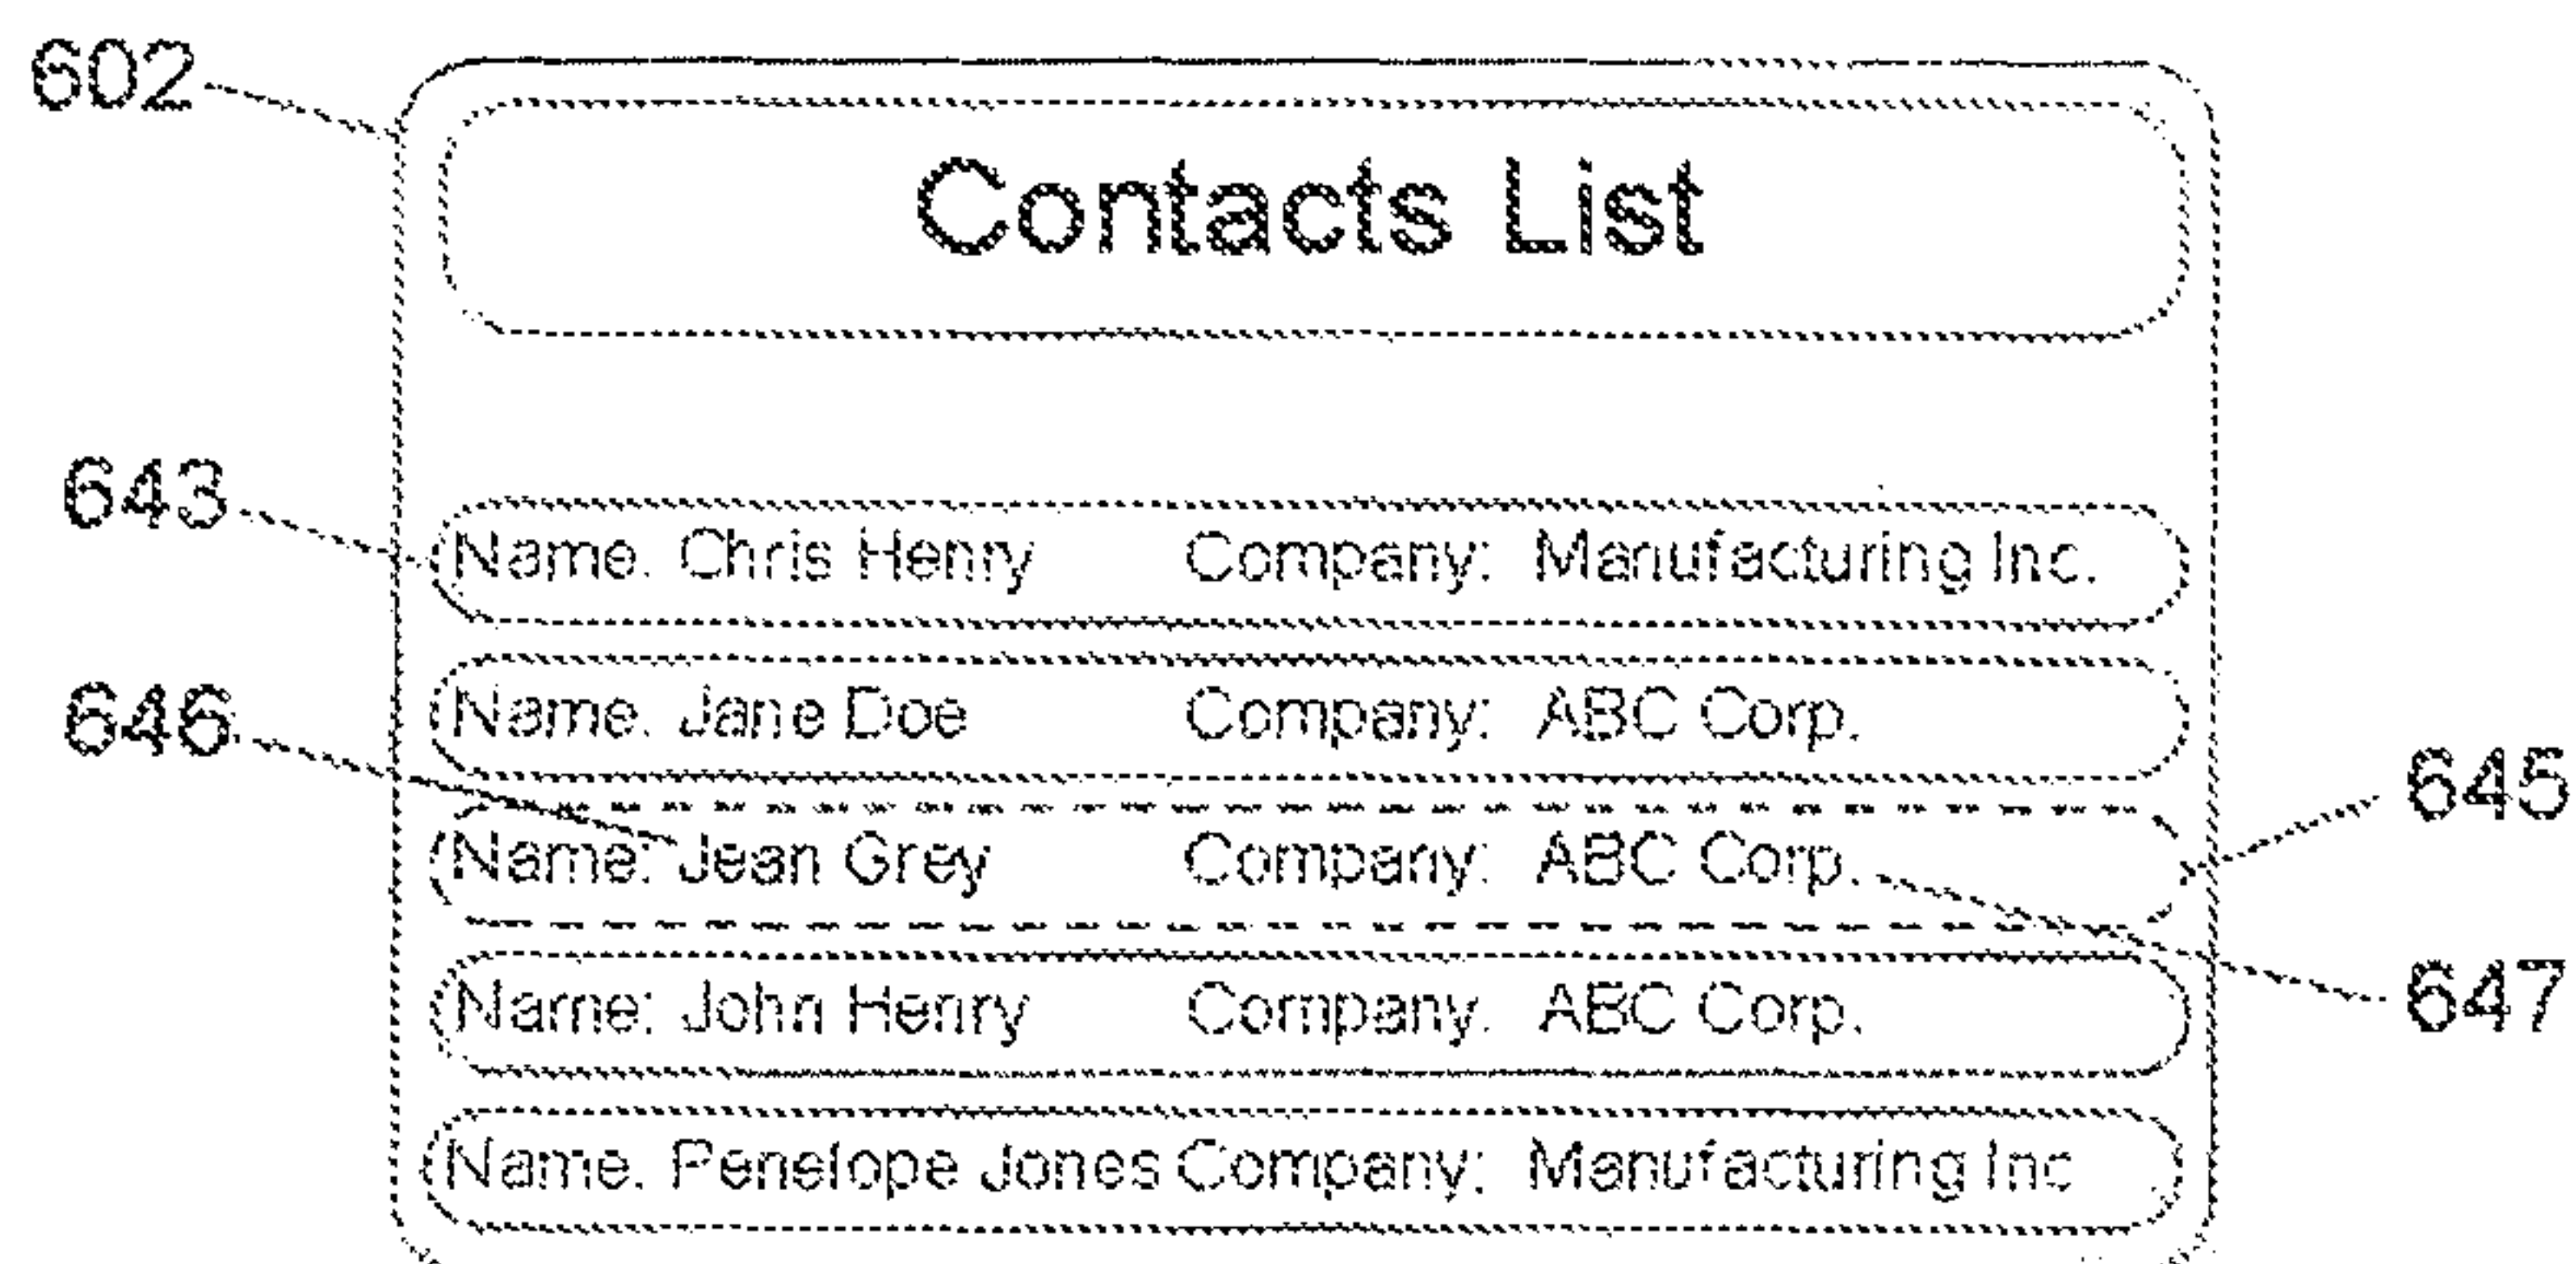 602
Contacts List
643
Name: Chris Henry Company: Manufacturing Inc.
Name: Jane Doe Company: ABC Corp.
646
645
Name: Jean Grey Company: ABC Corp.
647
Name: John Henry Company: ABC Corp.
Name: Penelope Jones Company: Manufacturing Inc